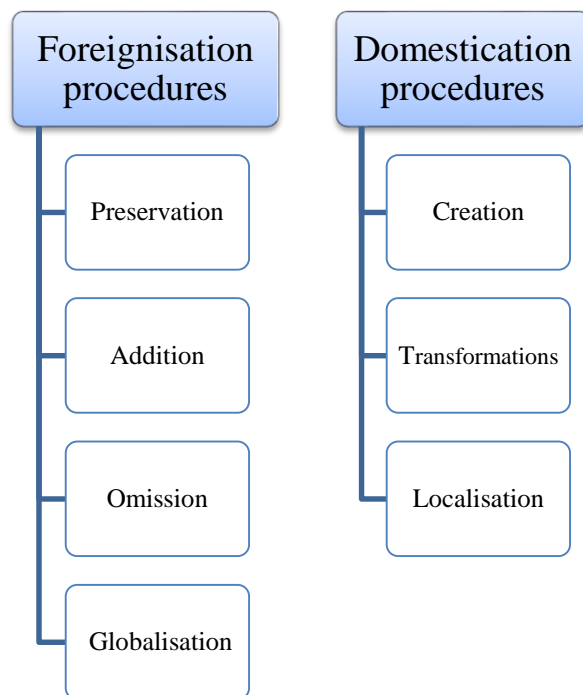 Foreignisation
procedures
Preservation
Addition
Omission
Globalisation
Domestication
procedures
Creation
Transformations
Localisation